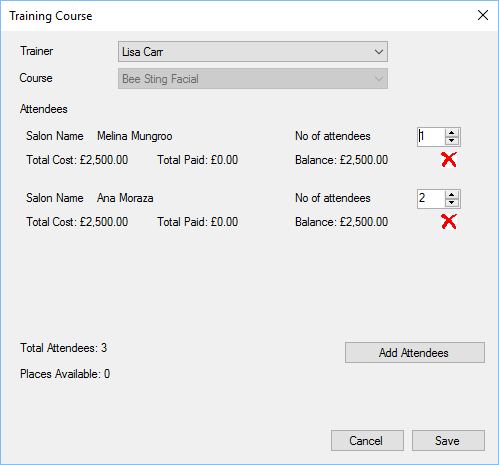 Training Course
Trainer Lisa Carr
Course Bee Sting Facial
Attendees
Salon Name Melina Mungroo No of attendees 1
Total Cost: £2,500.00 Total Paid: £0.00 Balance: £2,500.00
Salon Name Ana Moraza No of attendees 2
Total Cost: £2,500.00 Total Paid: £0.00 Balance: £2,500.00
Total Attendees: 3
Add Attendees
Places Available: 0
Cancel Save